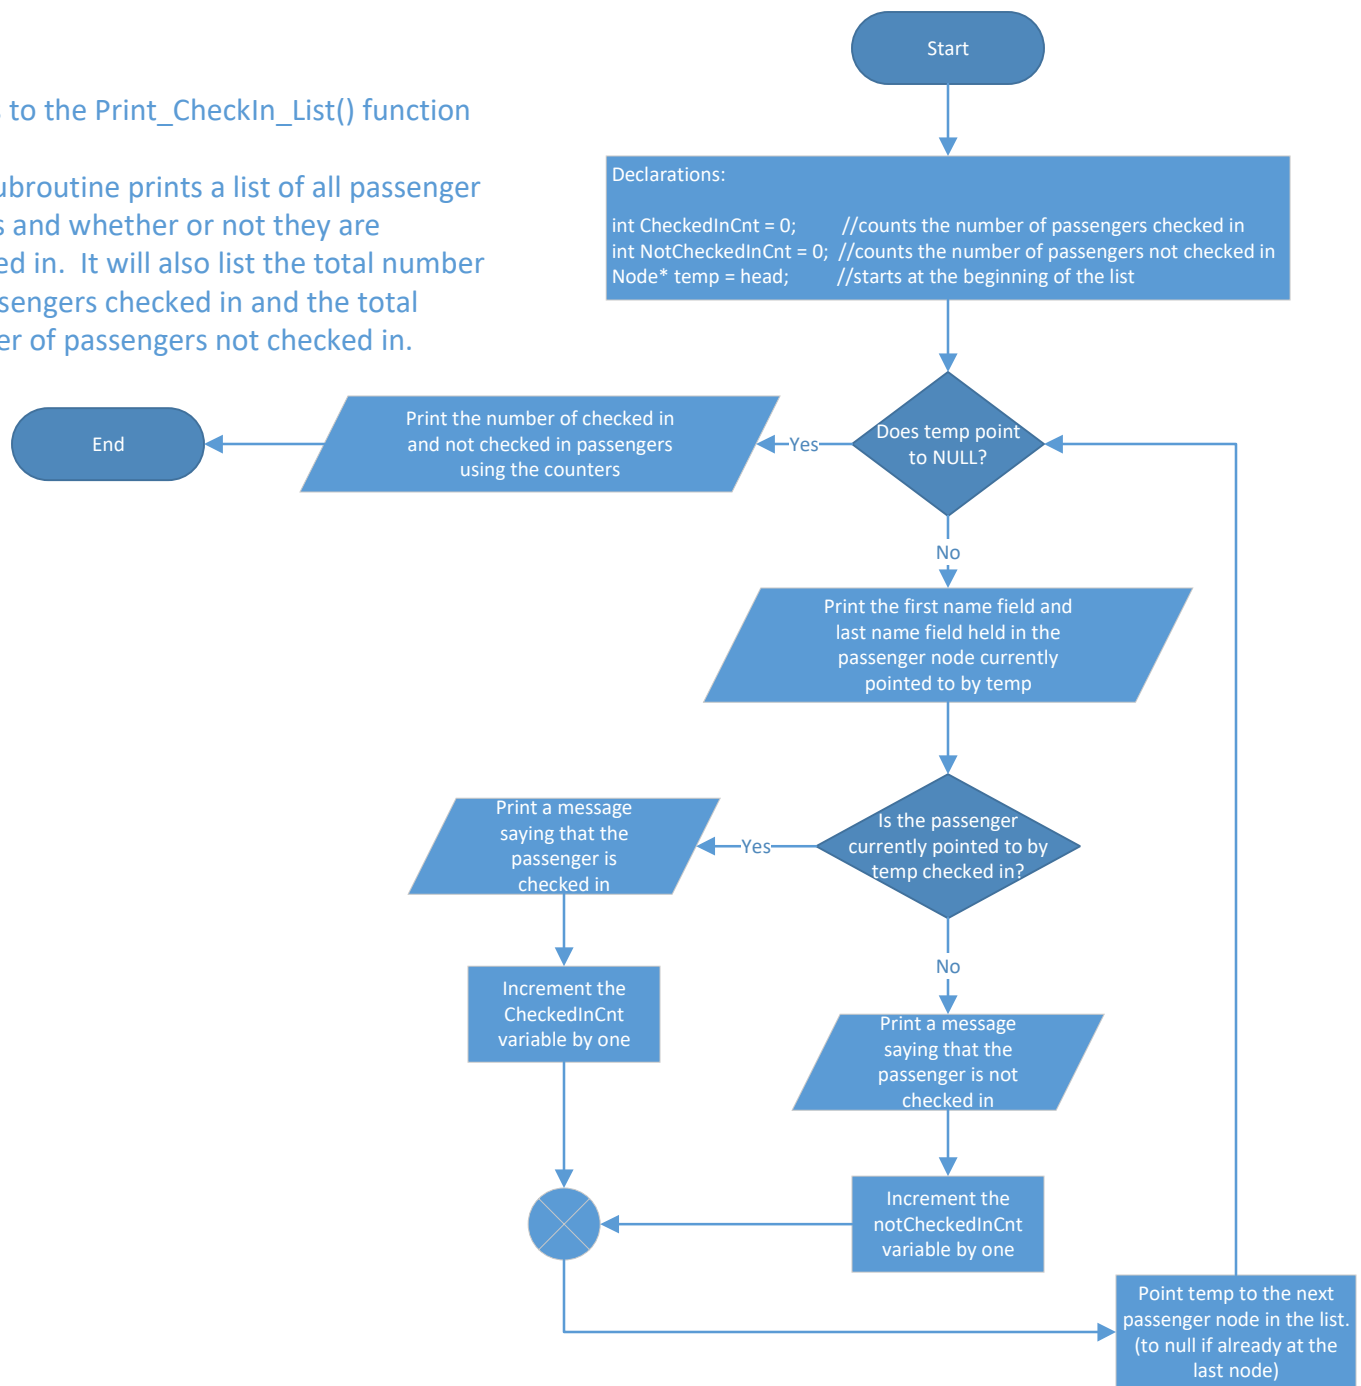 Start
to the Print_CheckIn_List() function
prints a list of all passenger
and whether or not they are
in. It will also list the total number
checked in and the total
of passengers not checked in.
Declarations:
int CheckedInCnt = 0; //counts the number of passengers checked in
int NotCheckedInCnt = 0; //counts the number of passengers not checked in
Node* temp = head; //starts at the beginning of the list
Does temp point
to NULL?
Yes
Print the number of checked in
and not checked in passengers
using the counters
End
No
Print the first name field and
last name field held in the
passenger node currently
pointed to by temp
Is the passenger
currently pointed to by
temp checked in?
Yes
Print a message
saying that the
passenger is
checked in
Increment the
CheckedInCnt
variable by one
No
Print a message
saying that the
passenger is not
checked in
Increment the
notCheckedInCnt
variable by one
Point temp to the next
passenger node in the list.
(to null if already at the
last node)